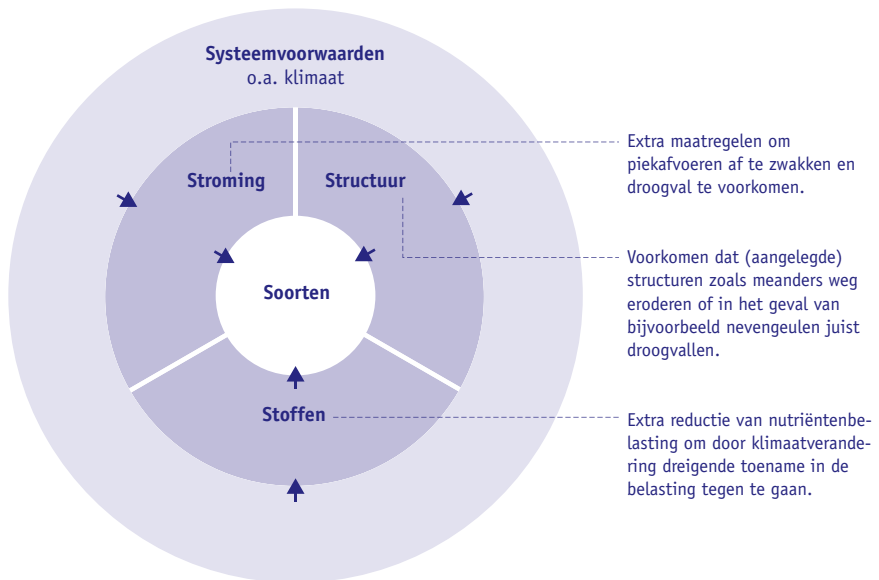 Systeemvoorwaarden
o.a. klimaat
Stroming
Structuur
Soorten
Stoffen
Extra maatregelen om
piekafvoeren af te zwakken en
droogval te voorkomen.
Voorkomen dat (aangelegde)
structuren zoals meanders weg
eroderen of in het geval van
bijvoorbeeld nevengeulen juist
droogvallen.
Extra reductie van nutriëntenbe-
lasting om door klimaatverande-
ring dreigende toename in de
belasting tegen te gaan.